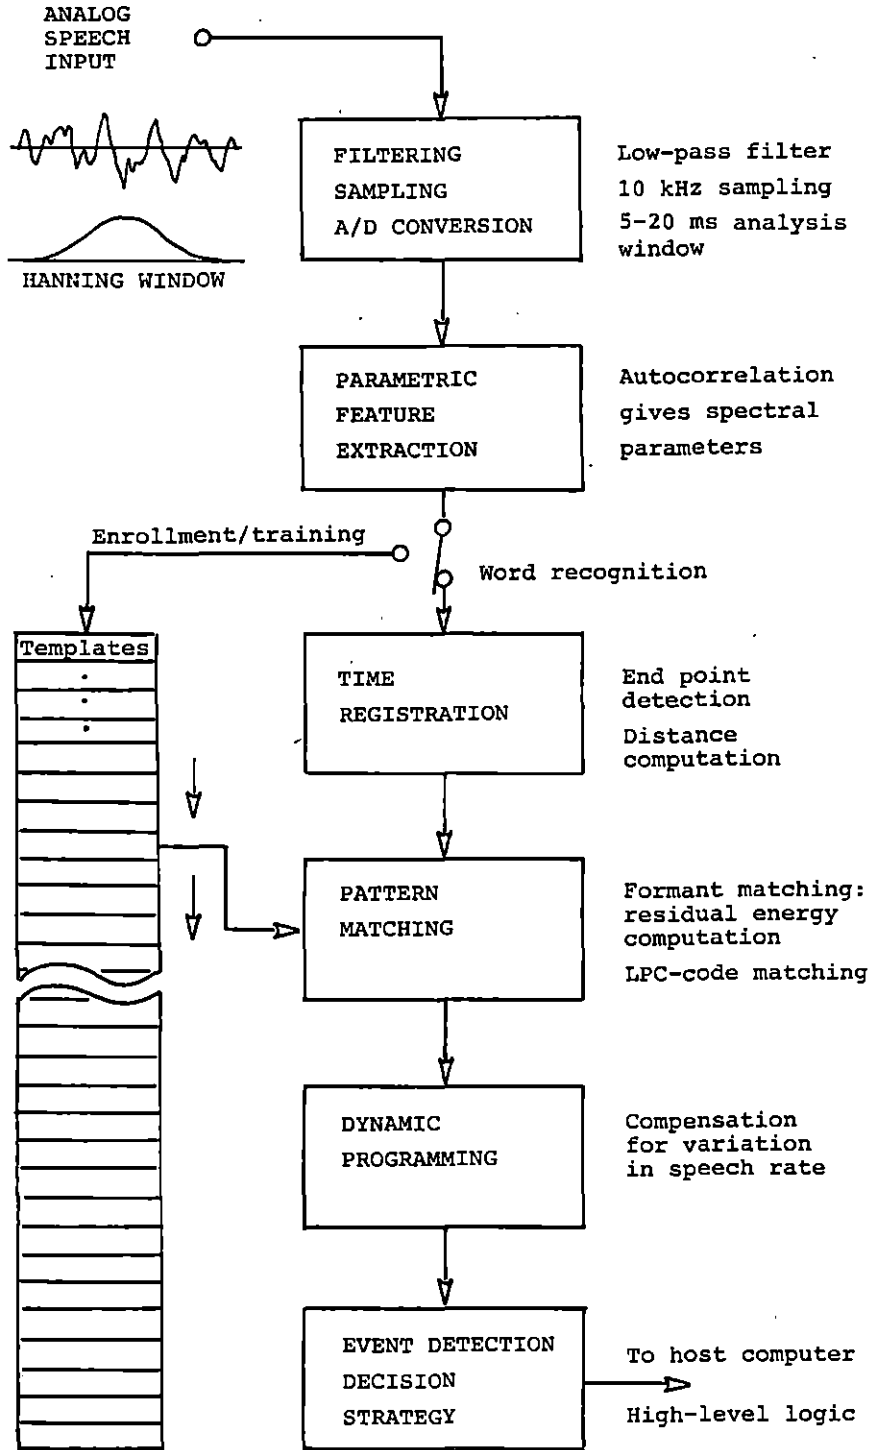 ANALOG
SPEECH
INPUT
HANNING WINDOW
FILTERING
SAMPLING
A/D CONVERSION
Low-pass filter
10 kHz sampling
5-20 ms analysis
window
PARAMETRIC
FEATURE
EXTRACTION
Autocorrelation
gives spectral
parameters
Enrollment/training
Word recognition
Templates
TIME
REGISTRATION
End point
detection
Distance
computation
PATTERN
MATCHING
Formant matching:
residual energy
computation
LPC-code matching
DYNAMIC
PROGRAMMING
Compensation
for variation
in speech rate
EVENT DETECTION
DECISION
STRATEGY
To host computer
High-level logic